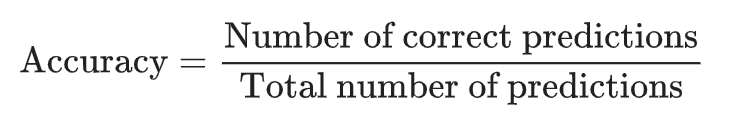 Accuracy =
Number of correct predictions
Total number of predictions